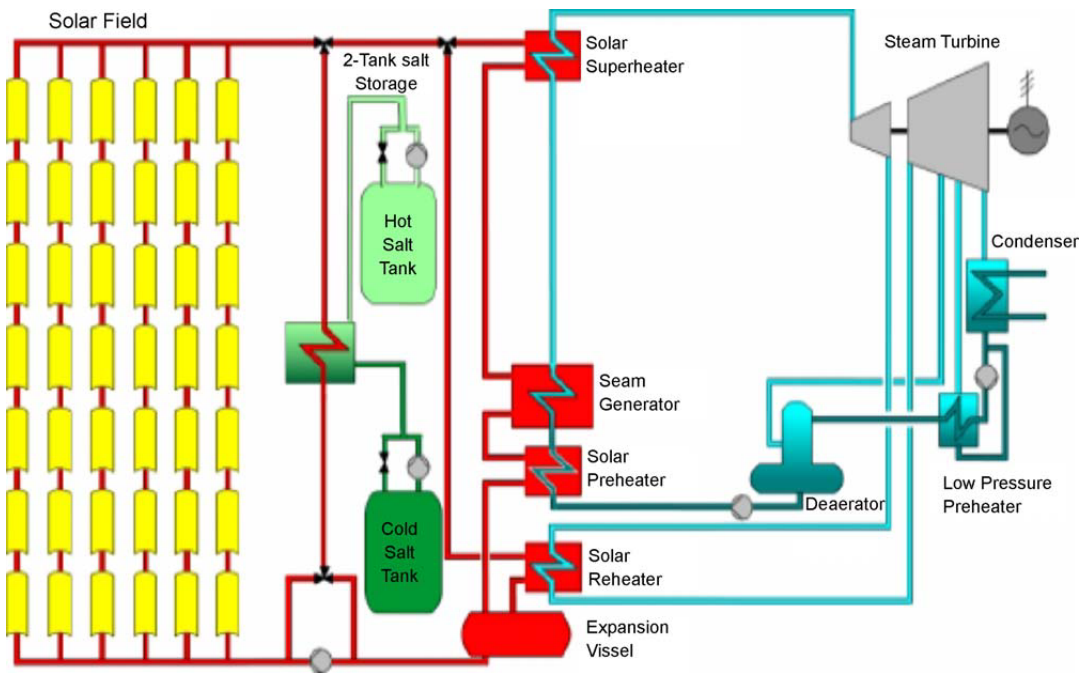 Solar Field
2-Tank salt
Storage
Solar
Superheater
Steam Turbine
Hot
Salt
Tank
Condenser
Seam
Generator
Solar
Preheater
Deaerator
Low Pressure
Preheater
Cold
Salt
Tank
Solar
Reheater
Expansion
Vissel